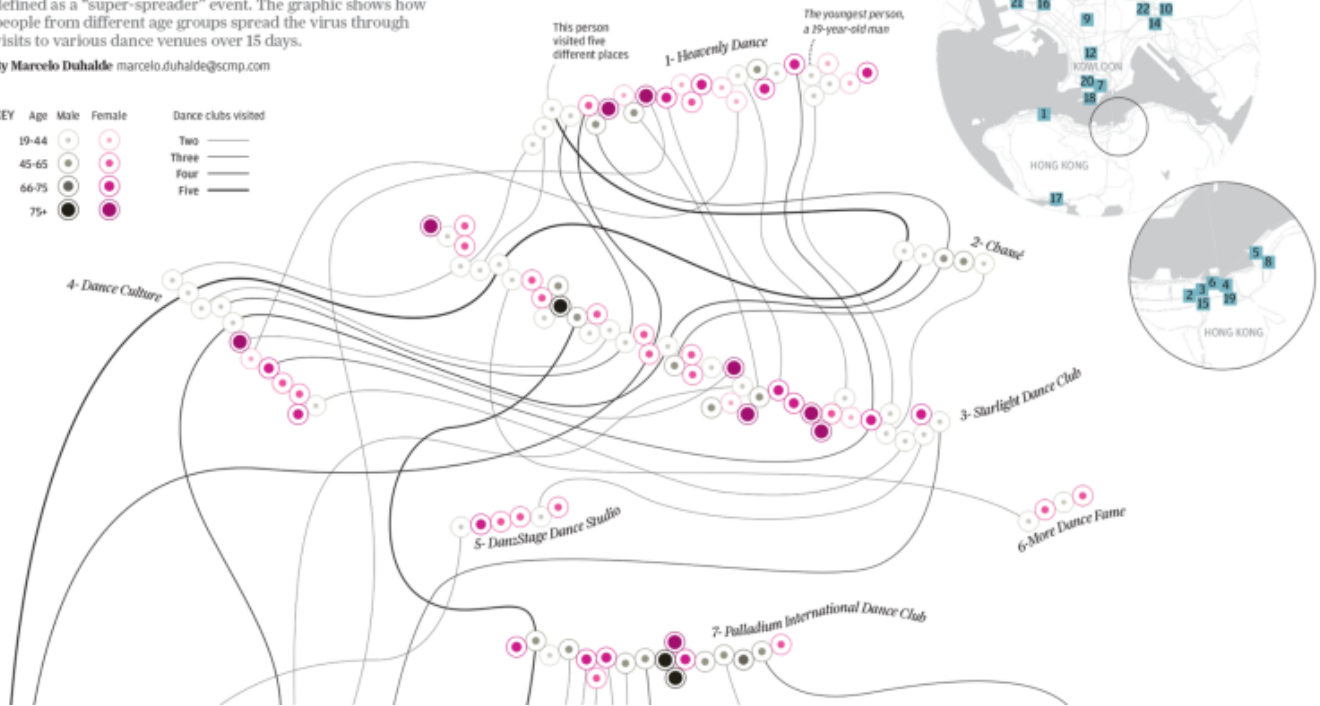 defined as a "super-spreader" event. The graphic shows how
people from different age groups spread the virus through
visits to various dance venues over 15 days.
By Marcelo Duhalde marcelo.duhalde@scmp.com
KEY Age Male Female
19-44
45-65
66-75
75+
Dance clubs visited
Two
Three
Four
Five
This person
visited five
different places
1- Heavenly Dance
The youngest person,
a 19-year-old man
21 16
22 10
9
14
12
KOWLOON
20 7
18
1
HONG KONG
17
2- Chassé
5
8
6 4
2 3
15 19
HONG KONG
4- Dance Culture
3- Starlight Dance Club
5- DanzStage Dance Studio
6-More Dance Fame
7- Palladium International Dance Club